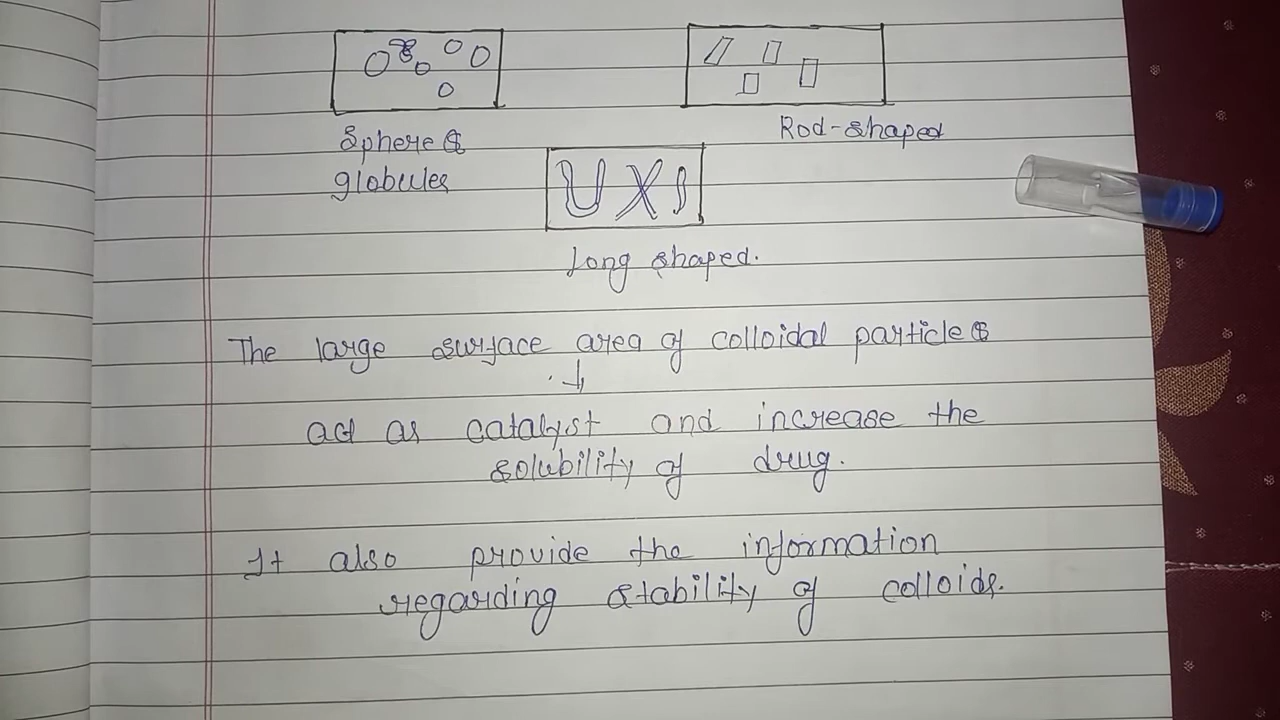 Spheres
globules
Rod-shaped
Long shaped.
The large surface area of colloidal particles
act as catalyst and increase the
solubility of drug.
It also provide the information
regarding stability of colloids.